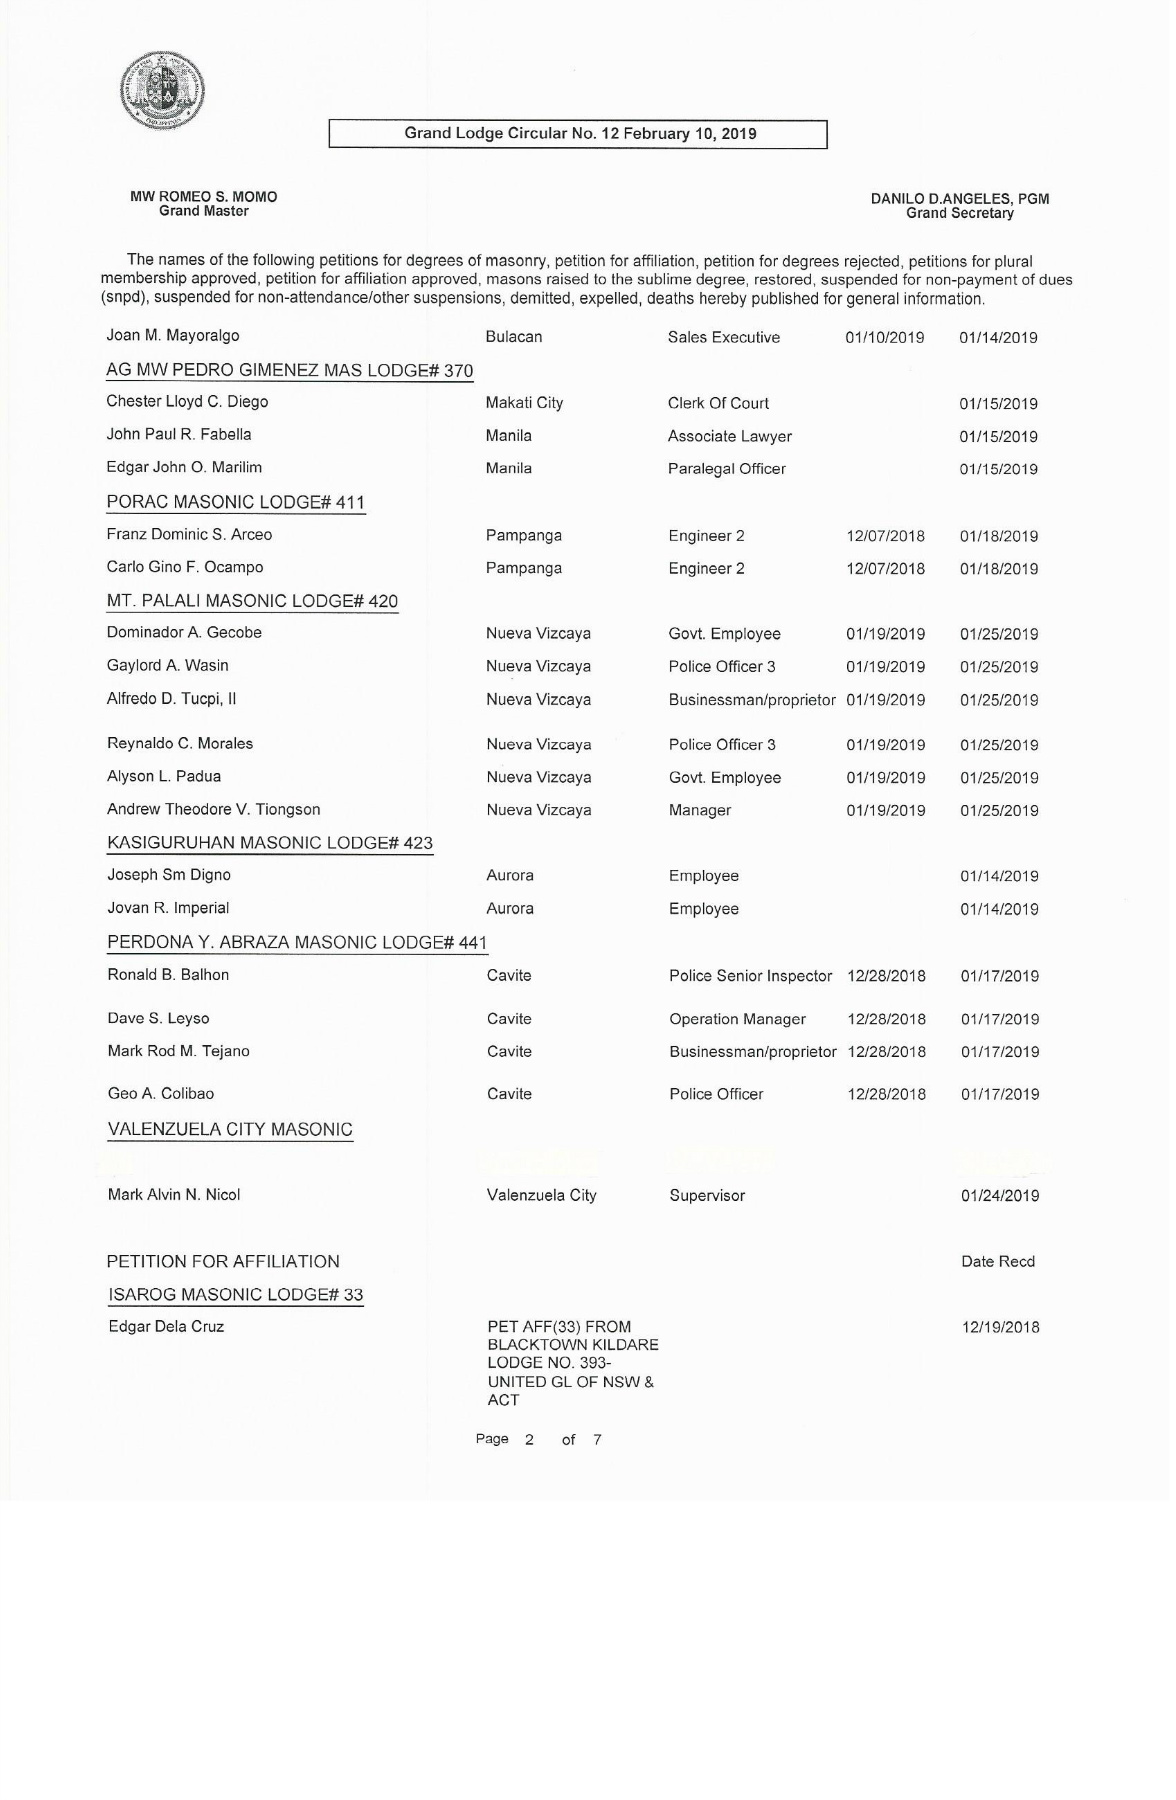 Grand Lodge Circular No. 12 February 10, 2019
MW ROMEO S. MOMO
Grand Master
DANILO D.ANGELES, PGM
Grand Secretary
The names of the following petitions for degrees of masonry, petition for affiliation, petition for degrees rejected, petitions for plural
membership approved, petition for affiliation approved, masons raised to the sublime degree, restored, suspended for non-payment of dues
(snpd), suspended for non-attendance/other suspensions, demitted, expelled, deaths hereby published for general information.
Joan M. Mayoralgo Bulacan Sales Executive 01/10/2019 01/14/2019
AG MW PEDRO GIMENEZ MAS LODGE# 370
Chester Lloyd C. Diego Makati City Clerk Of Court 01/15/2019
John Paul R. Fabella Manila Associate Lawyer 01/15/2019
Edgar John O. Marilim Manila Paralegal Officer 01/15/2019
PORAC MASONIC LODGE# 411
Franz Dominic S. Arceo Pampanga Engineer 2 12/07/2018 01/18/2019
Carlo Gino F. Ocampo Pampanga Engineer 2 12/07/2018 01/18/2019
MT. PALALI MASONIC LODGE# 420
Dominador A. Gecobe Nueva Vizcaya Govt. Employee 01/19/2019 01/25/2019
Gaylord A. Wasin Nueva Vizcaya Police Officer 3 01/19/2019 01/25/2019
Alfredo D. Tucpi, II Nueva Vizcaya Businessman/proprietor 01/19/2019 01/25/2019
Reynaldo C. Morales Nueva Vizcaya Police Officer 3 01/19/2019 01/25/2019
Alyson L. Padua Nueva Vizcaya Govt. Employee 01/19/2019 01/25/2019
Andrew Theodore V. Tiongson Nueva Vizcaya Manager 01/19/2019 01/25/2019
KASIGURUHAN MASONIC LODGE# 423
Joseph Sm Digno Aurora Employee 01/14/2019
Jovan R. Imperial Aurora Employee 01/14/2019
PERDONA Y. ABRAZA MASONIC LODGE# 441
Ronald B. Balhon Cavite Police Senior Inspector 12/28/2018 01/17/2019
Dave S. Leyso Cavite Operation Manager 12/28/2018 01/17/2019
Mark Rod M. Tejano Cavite Businessman/proprietor 12/28/2018 01/17/2019
Geo A. Colibao Cavite Police Officer 12/28/2018 01/17/2019
VALENZUELA CITY MASONIC
Mark Alvin N. Nicol Valenzuela City Supervisor 01/24/2019
PETITION FOR AFFILIATION Date Recd
ISAROG MASONIC LODGE# 33
Edgar Dela Cruz PET AFF(33) FROM 12/19/2018
BLACKTOWN KILDARE
LODGE NO. 393-
UNITED GL OF NSW &
ACT
Page 2 of 7